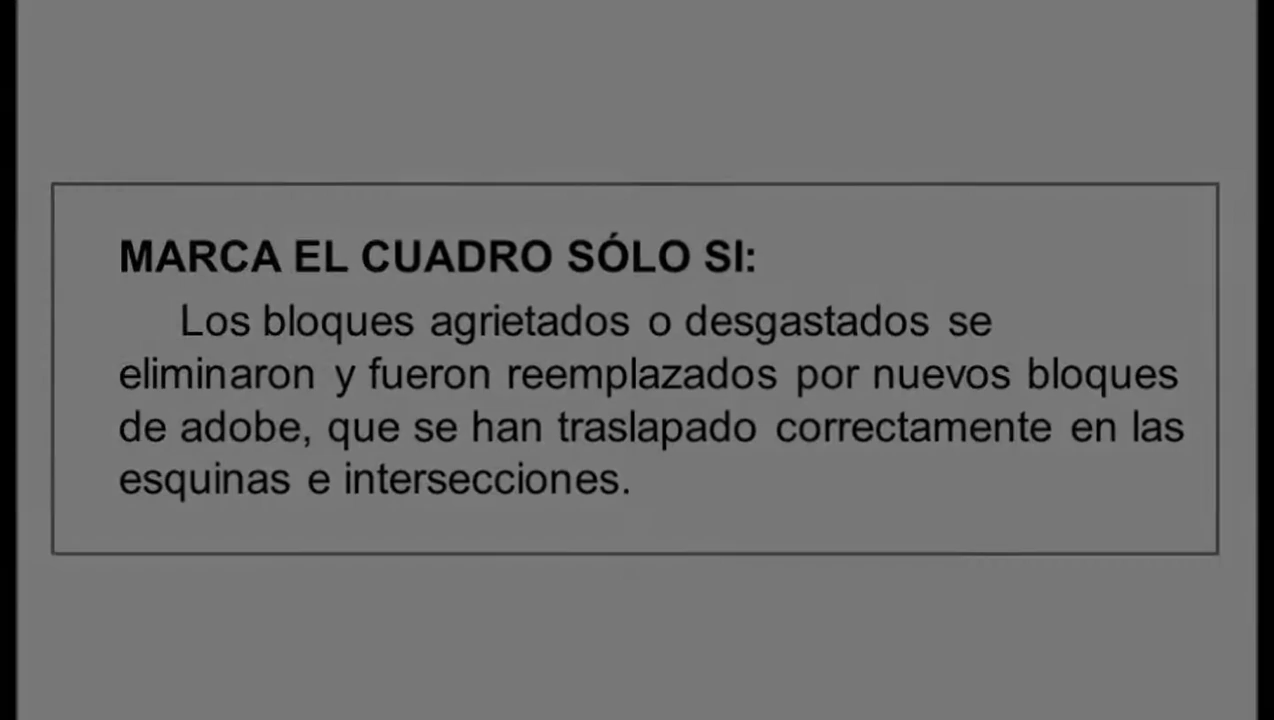 MARCA EL CUADRO SÓLO SI:
Los bloques agrietados o desgastados se
eliminaron y fueron reemplazados por nuevos bloques
de adobe, que se han traslapado correctamente en las
esquinas e intersecciones.